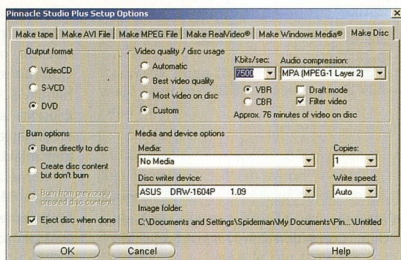 Pinnacle Studio Plus Setup Options
Make tape
Make AVI File
Make MPEG File
Make RealVideo®
Make Windows Media®
Make Disc
Output format
VideoCD
S-VCD
DVD
Video quality / disc usage
Automatic
Best video quality
Most video on disc
Custom
Kbits/sec:
7500
Audio compression:
MPA (MPEG-1 Layer 2)
VBR
CBR
Draft mode
Filter video
Approx. 76 minutes of video on disc
Burn options
Burn directly to disc
Create disc content
but don't burn
Burn from previously
created disc content
Eject disc when done
Media and device options
Media:
No Media
Copies:
1
Disc writer device:
ASUS DRW-1604P 1.09
Write speed:
Auto
Image folder:
C:\Documents and Settings\Spiderman\My Documents\Pin...\Untitled
OK
Cancel
Help